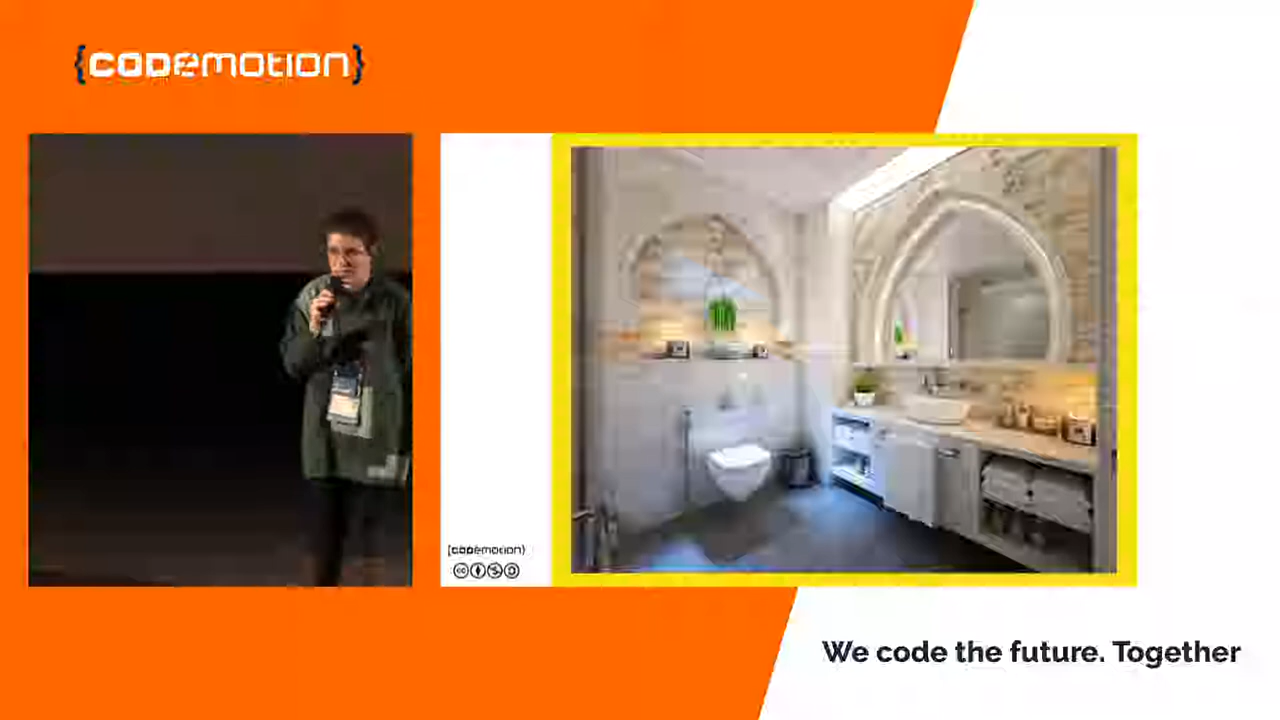 {codemotion}
{codemotion}
We code the future. Together